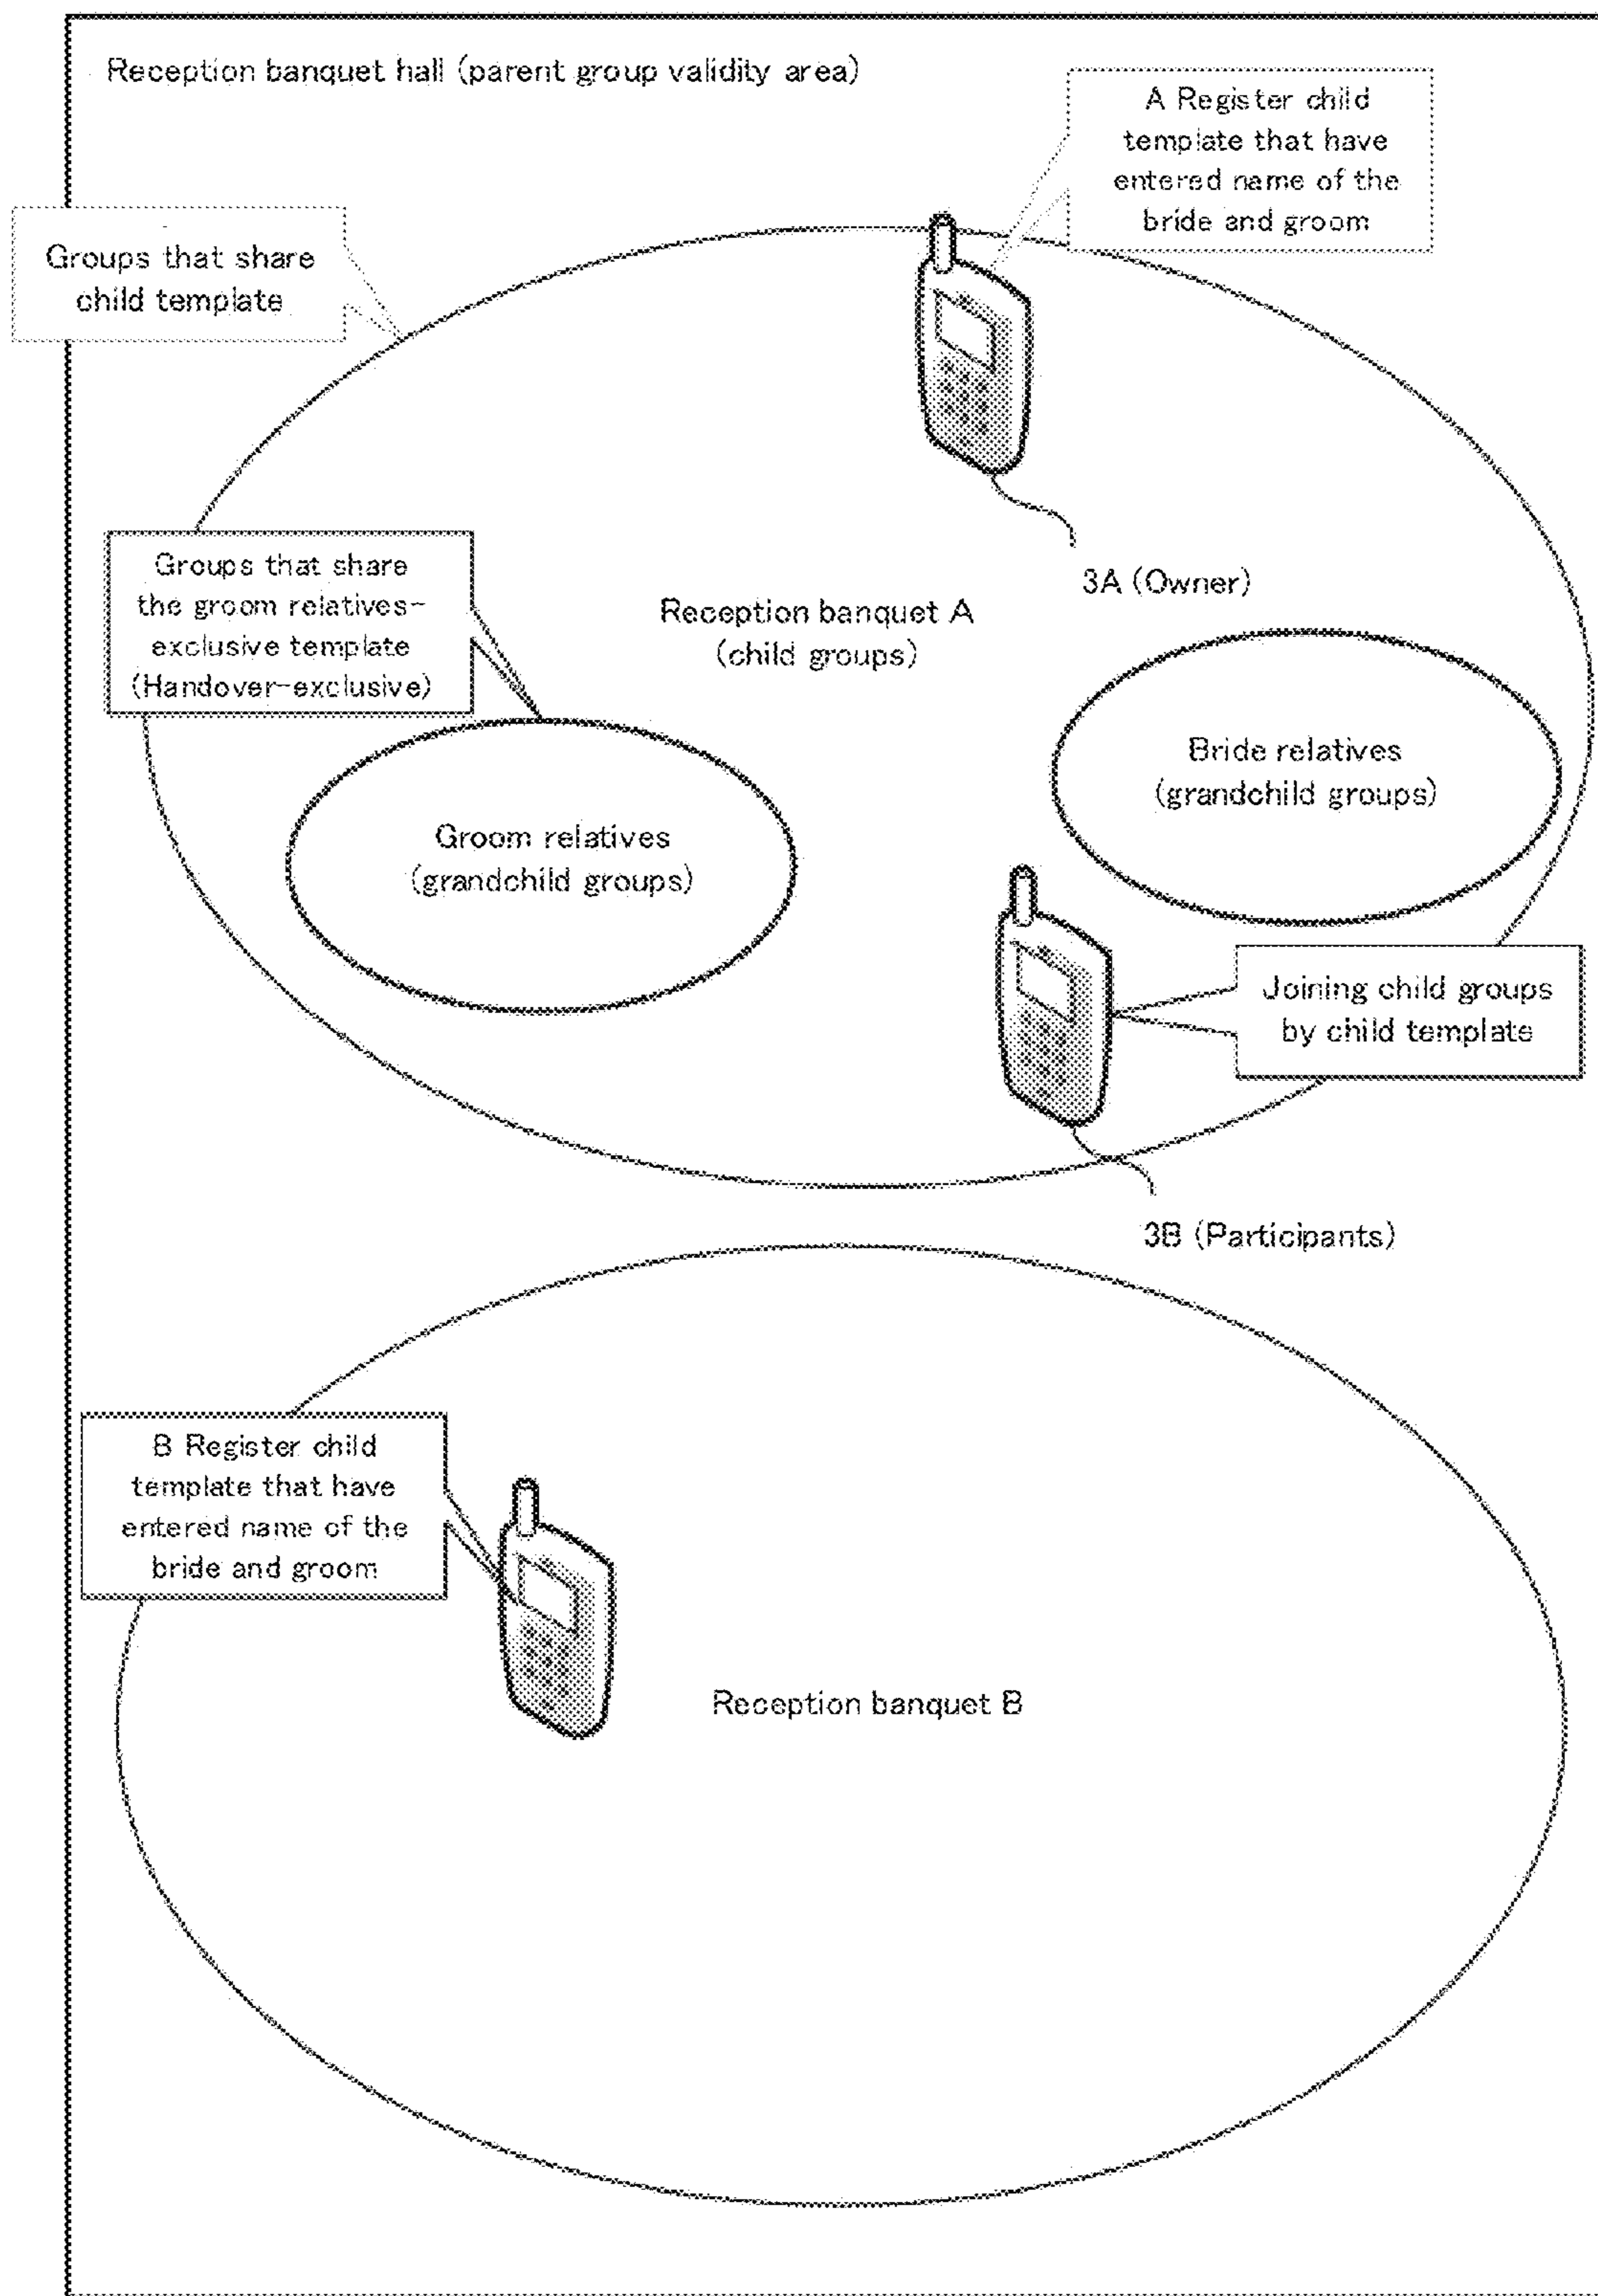 Reception banquet hall (parent group validity area)
A Register child
template that have
entered name of the
bride and groom
Groups that share
child template
3A (Owner)
Groups that share
the groom relatives-
exclusive template
(Handover-exclusive)
Reception banquet A
(child groups)
Bride relatives
(grandchild groups)
Groom relatives
(grandchild groups)
Joining child groups
by child template
3B (Participants)
B Register child
template that have
entered name of the
bride and groom
Reception banquet B